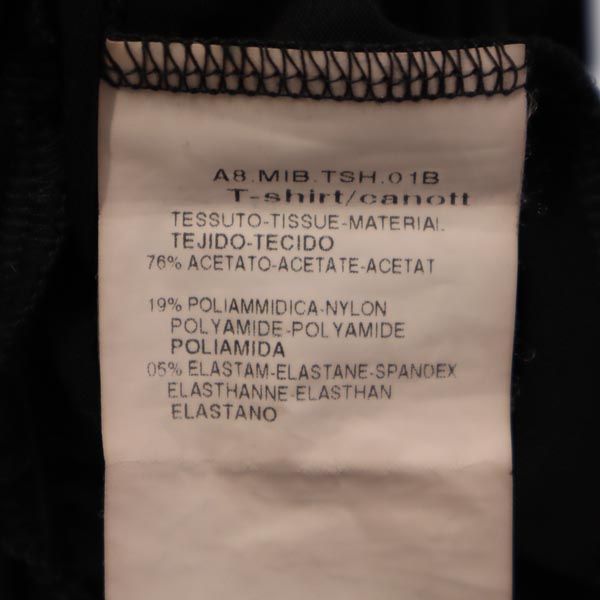 A8.MIB.TSH.01B
T-shirt/canott
TESSUTO-TISSUE-MATERIAL
TEJIDO-TECIDO
76% ACETATO-ACETATE-ACETAT
19% POLIAMMIDICA-NYLON
POLYAMIDE-POLYAMIDE
POLIAMIDA
05% ELASTAM-ELASTANE-SPANDEX
ELASTHANNE-ELASTHAN
ELASTANO